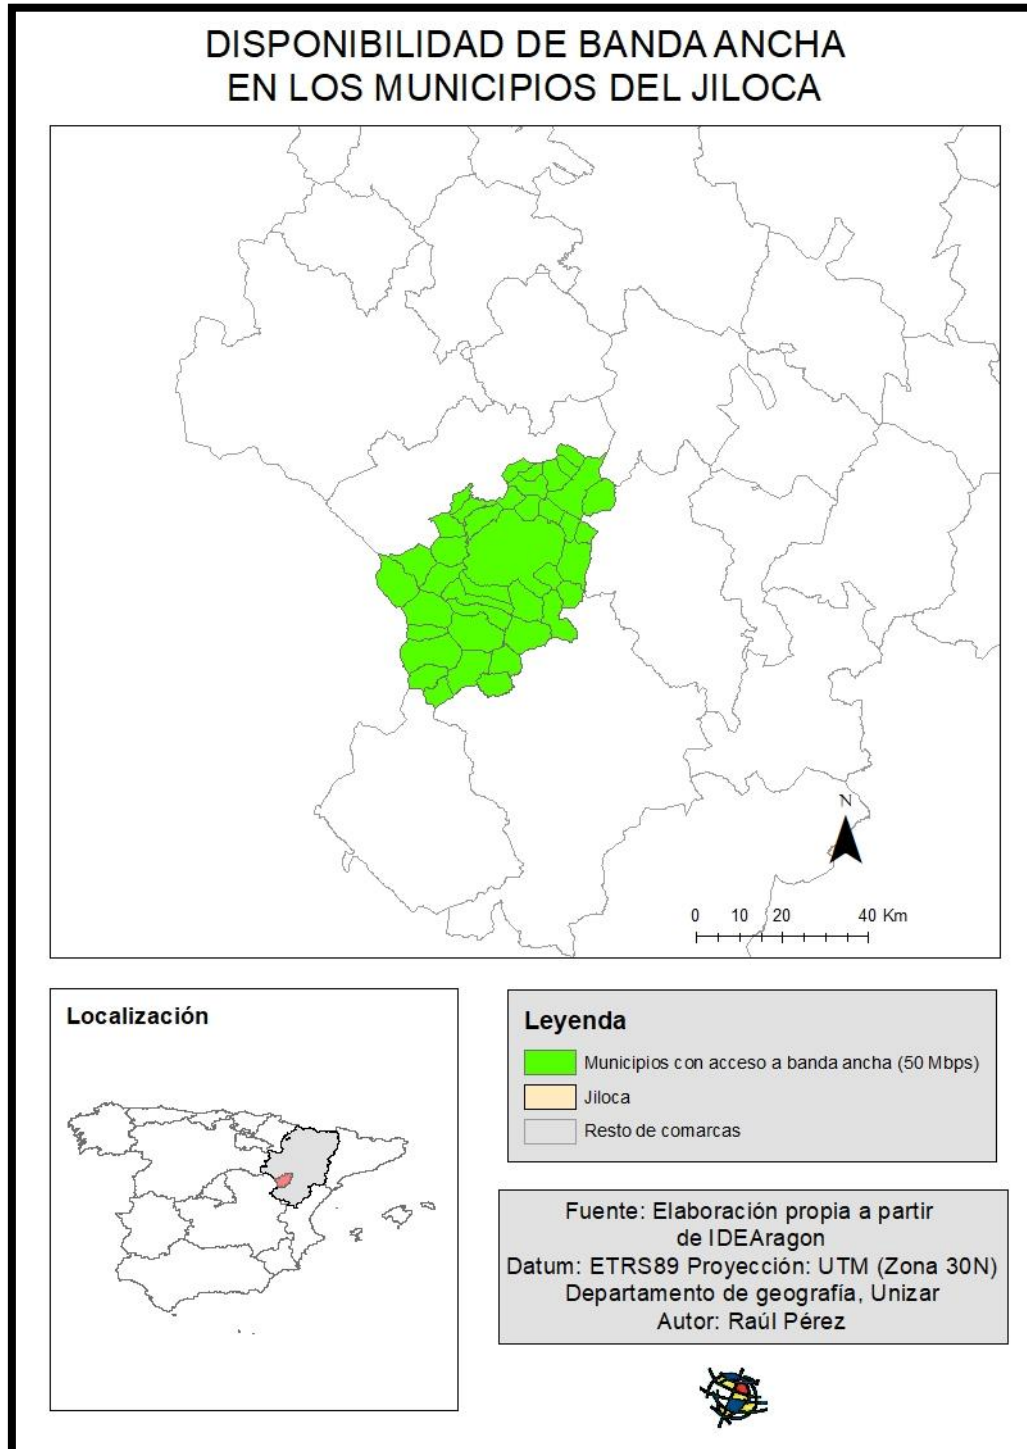 DISPONIBILIDAD DE BANDA ANCHA
EN LOS MUNICIPIOS DEL JILOCA
N
0 10 20 40 Km
Localización
Leyenda
Municipios con acceso a banda ancha (50 Mbps)
Jiloca
Resto de comarcas
Fuente: Elaboración propia a partir
de IDEAragon
Datum: ETRS89 Proyección: UTM (Zona 30N)
Departamento de geografía, Unizar
Autor: Raúl Pérez